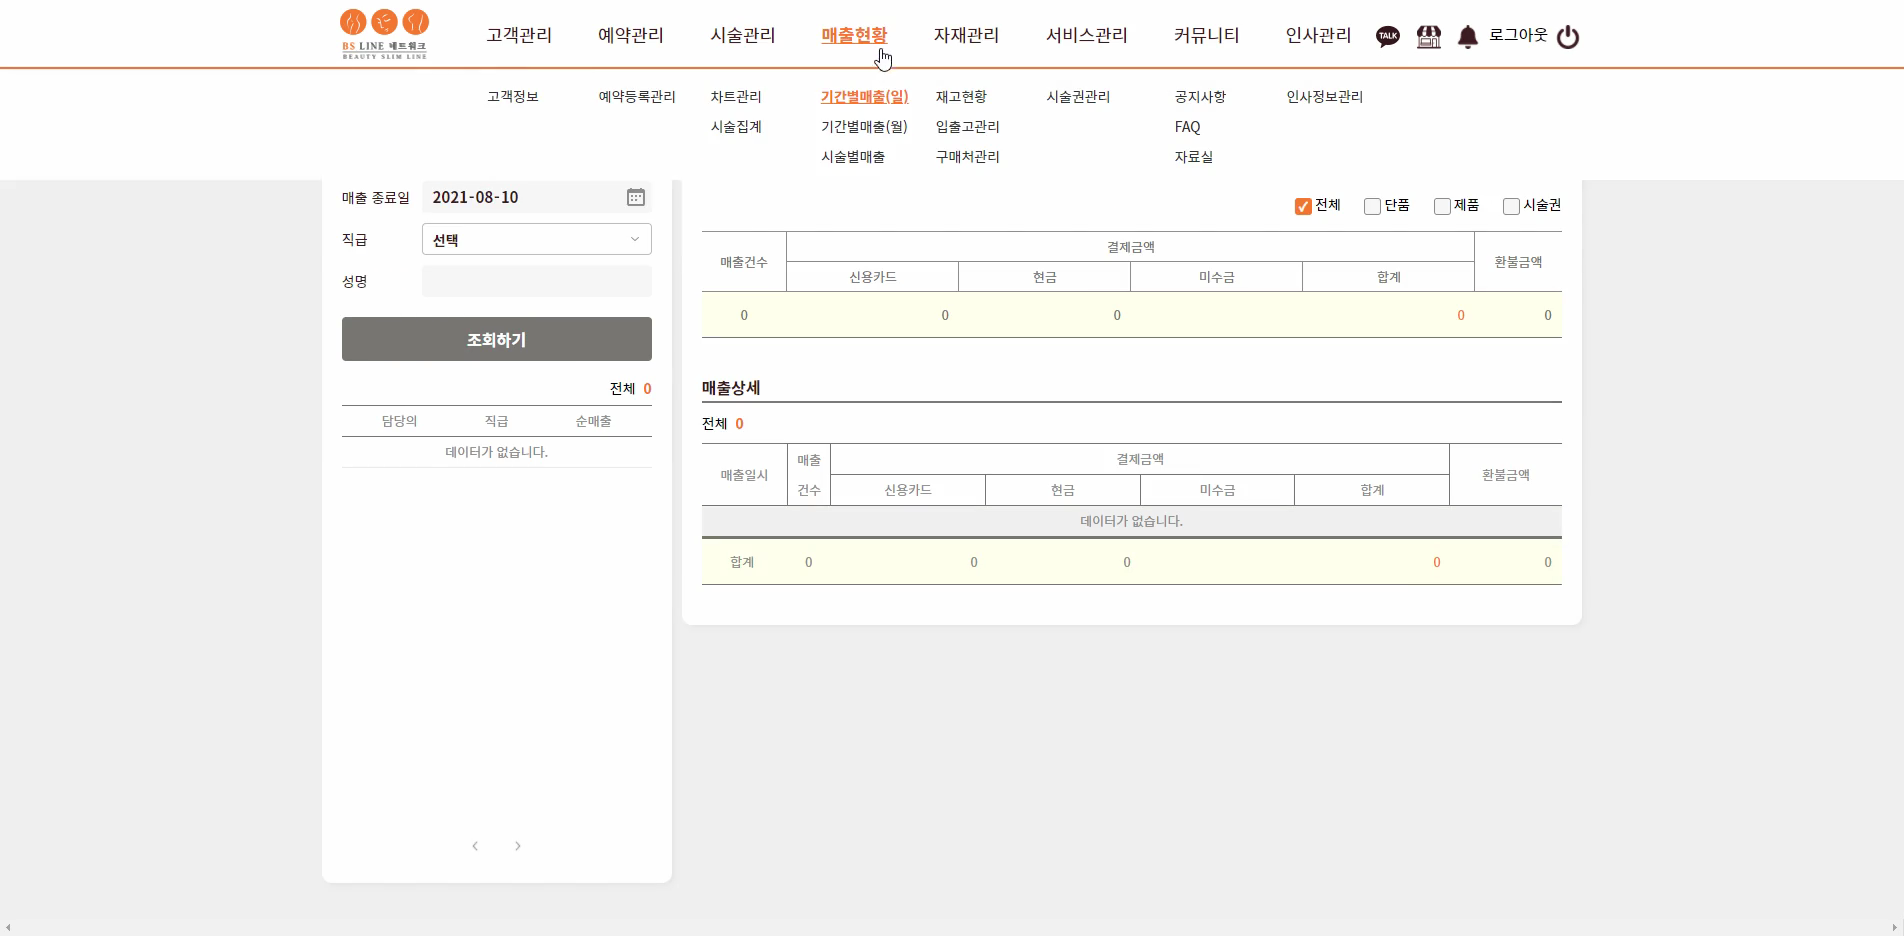 BS LINE 네트워크
BEAUTY SLIM LINE
고객관리 예약관리 시술관리 매출현황 자재관리 서비스관리 커뮤니티 인사관리 TALK 로그아웃
고객정보 예약등록관리 차트관리 기간별매출(일) 재고현황 시술권관리 공지사항 인사정보관리
시술집계 기간별매출(월) 입출고관리 FAQ
시술별매출 구매처관리 자료실
매출 종료일 2021-08-10
직급 선택
성명
조회하기
전체 0
담당의 직급 순매출
데이터가 없습니다.
전체 단품 제품 시술권
매출건수 결제금액 환불금액
신용카드 현금 미수금 합계
0 0 0 0 0
매출상세
전체 0
매출일시 매출 건수 결제금액 환불금액
신용카드 현금 미수금 합계
데이터가 없습니다.
합계 0 0 0 0 0